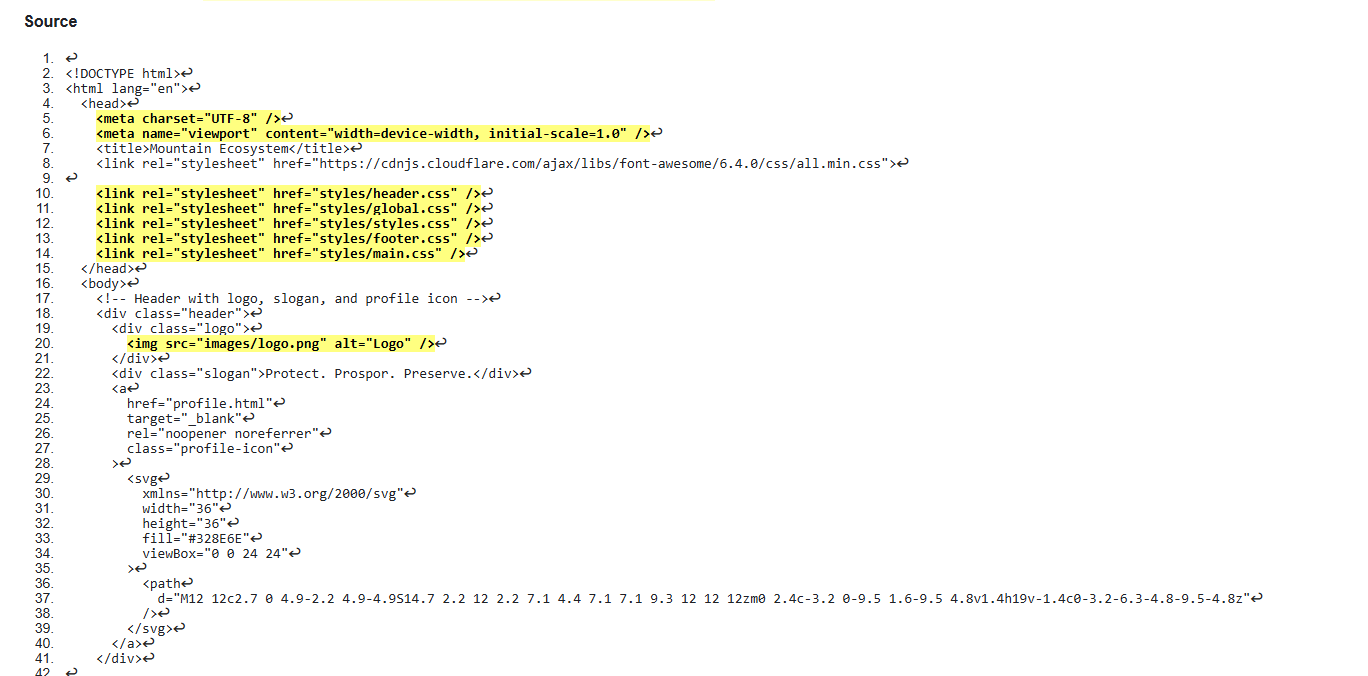 Source
1. ↩
2. <!DOCTYPE html>↩
3. <html lang="en">↩
4.   <head>↩
5.     <meta charset="UTF-8" />↩
6.     <meta name="viewport" content="width=device-width, initial-scale=1.0" />↩
7.     <title>Mountain Ecosystem</title>↩
8.     <link rel="stylesheet" href="https://cdnjs.cloudflare.com/ajax/libs/font-awesome/6.4.0/css/all.min.css">↩
9. ↩
10.     <link rel="stylesheet" href="styles/header.css" />↩
11.     <link rel="stylesheet" href="styles/global.css" />↩
12.     <link rel="stylesheet" href="styles/styles.css" />↩
13.     <link rel="stylesheet" href="styles/footer.css" />↩
14.     <link rel="stylesheet" href="styles/main.css" />↩
15.   </head>↩
16.   <body>↩
17.     <!-- Header with logo, slogan, and profile icon -->↩
18.     <div class="header">↩
19.       <div class="logo">↩
20.         <img src="images/logo.png" alt="Logo" />↩
21.       </div>↩
22.       <div class="slogan">Protect. Prospor. Preserve.</div>↩
23.       <a↩
24.         href="profile.html"↩
25.         target="_blank"↩
26.         rel="noopener noreferrer"↩
27.         class="profile-icon"↩
28.       >↩
29.         <svg↩
30.           xmlns="http://www.w3.org/2000/svg"↩
31.           width="36"↩
32.           height="36"↩
33.           fill="#328E6E"↩
34.           viewBox="0 0 24 24"↩
35.         >↩
36.           <path↩
37.             d="M12 12c2.7 0 4.9-2.2 4.9-4.9S14.7 2.2 12 2.2 7.1 4.4 7.1 7.1 9.3 12 12 12zm0 2.4c-3.2 0-9.5 1.6-9.5 4.8v1.4h19v-1.4c0-3.2-6.3-4.8-9.5-4.8z"↩
38.           />↩
39.         </svg>↩
40.       </a>↩
41.     </div>↩
42. ↩